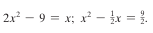 2x² − 9 = x; x² − ½x = 9/2.